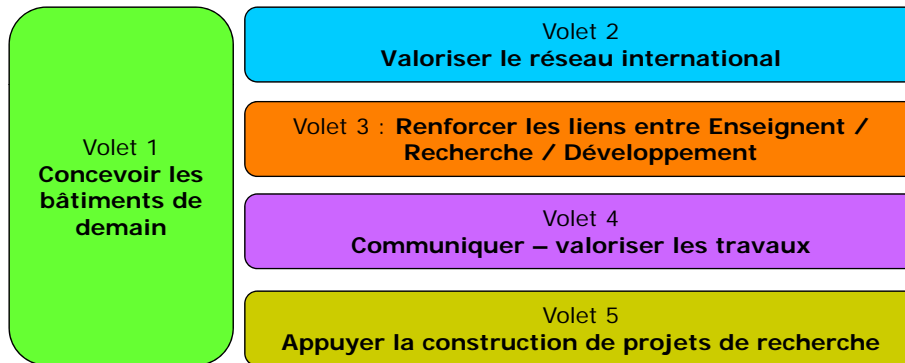 Volet 1
Concevoir les
bâtiments de
demain
Volet 2
Valoriser le réseau international
Volet 3 : Renforcer les liens entre Enseignent /
Recherche / Développement
Volet 4
Communiquer – valoriser les travaux
Volet 5
Appuyer la construction de projets de recherche